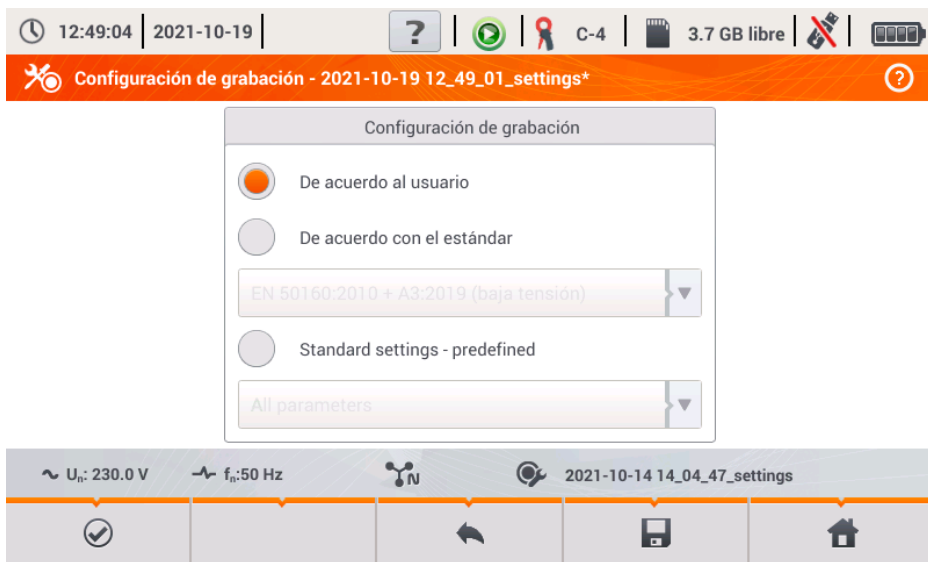 12:49:04 2021-10-19 ? C-4 3.7 GB libre
Configuración de grabación - 2021-10-19 12_49_01_settings* ?
Configuración de grabación
De acuerdo al usuario
De acuerdo con el estándar
EN 50160:2010 + A3:2019 (baja tensión)
Standard settings - predefined
All parameters
Uₙ: 230.0 V fₙ:50 Hz N 2021-10-14 14_04_47_settings